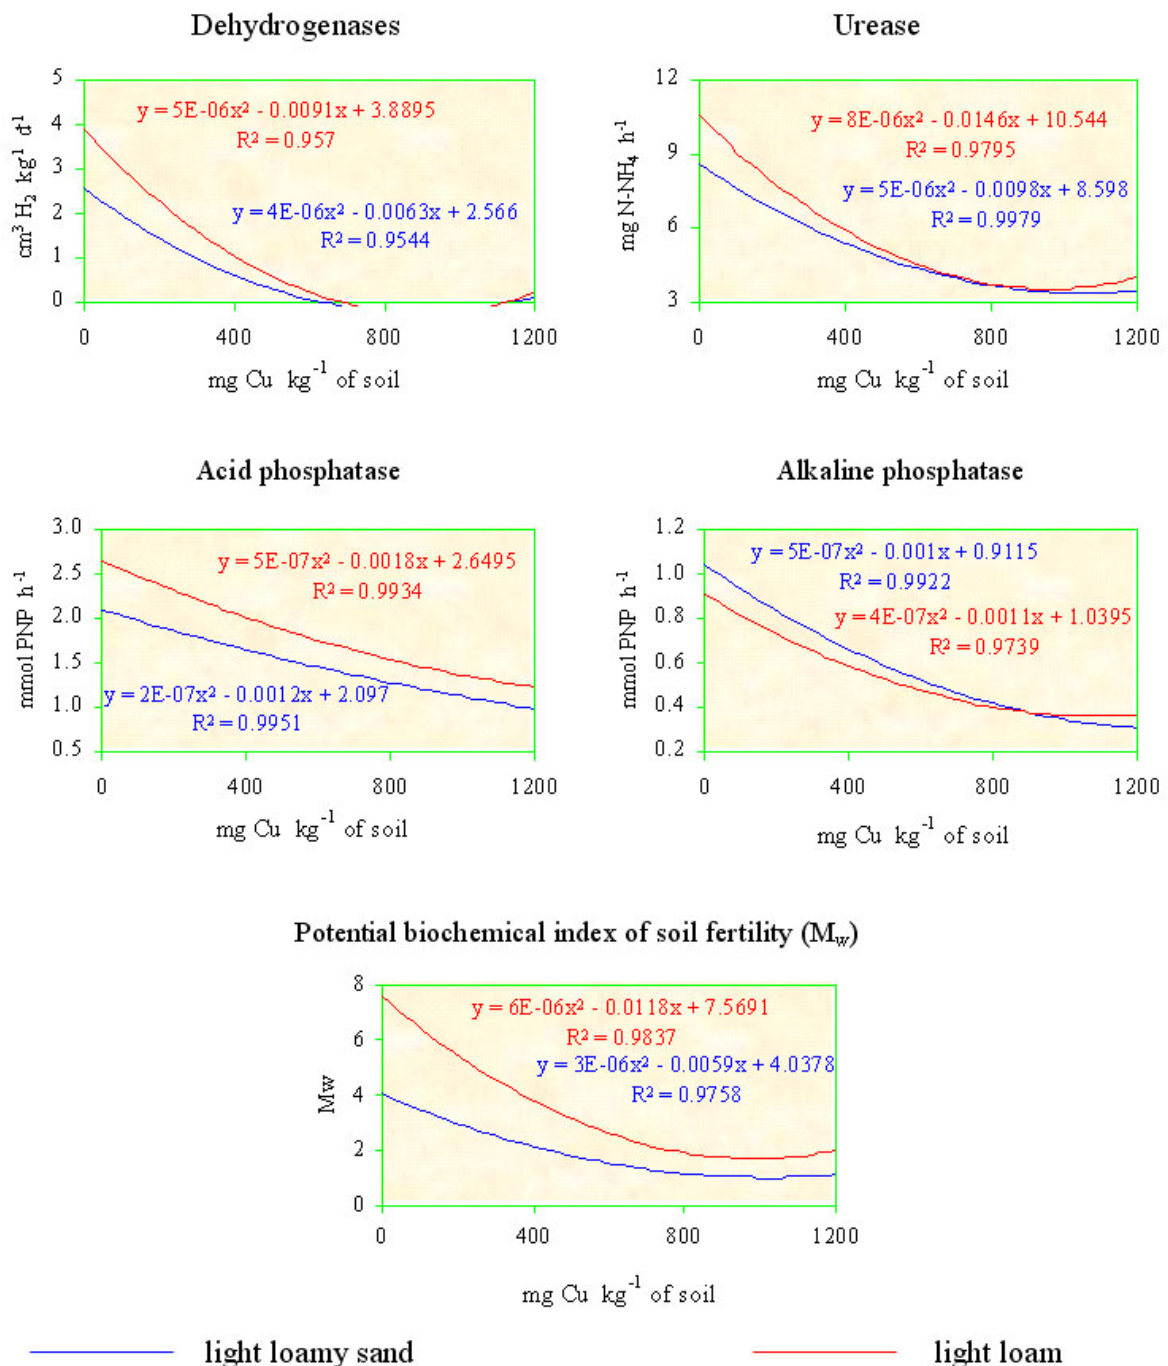 Dehydrogenases
5
4
3
2
1
0
cm³ H₂ kg¹ d¹
y = 5E-06x² - 0.0091x + 3.8895
R² = 0.957
y = 4E-06x² - 0.0063x + 2.566
R² = 0.9544
0 400 800 1200
mg Cu kg⁻¹ of soil
Urease
12
9
6
3
mg N-NH₄ h⁻¹
y = 8E-06x² - 0.0146x + 10.544
R² = 0.9795
y = 5E-06x² - 0.0098x + 8.598
R² = 0.9979
0 400 800 1200
mg Cu kg⁻¹ of soil
Acid phosphatase
3.0
2.5
2.0
1.5
1.0
0.5
mmol PNP h⁻¹
y = 5E-07x² - 0.0018x + 2.6495
R² = 0.9934
y = 2E-07x² - 0.0012x + 2.097
R² = 0.9951
0 400 800 1200
mg Cu kg⁻¹ of soil
Alkaline phosphatase
1.2
1.0
0.8
0.6
0.4
0.2
mmol PNP h⁻¹
y = 5E-07x² - 0.001x + 0.9115
R² = 0.9922
y = 4E-07x² - 0.0011x + 1.0395
R² = 0.9739
0 400 800 1200
mg Cu kg⁻¹ of soil
Potential biochemical index of soil fertility (M_w)
8
6
4
2
0
Mw
y = 6E-06x² - 0.0118x + 7.5691
R² = 0.9837
y = 3E-06x² - 0.0059x + 4.0378
R² = 0.9758
0 400 800 1200
mg Cu kg⁻¹ of soil
light loamy sand
light loam